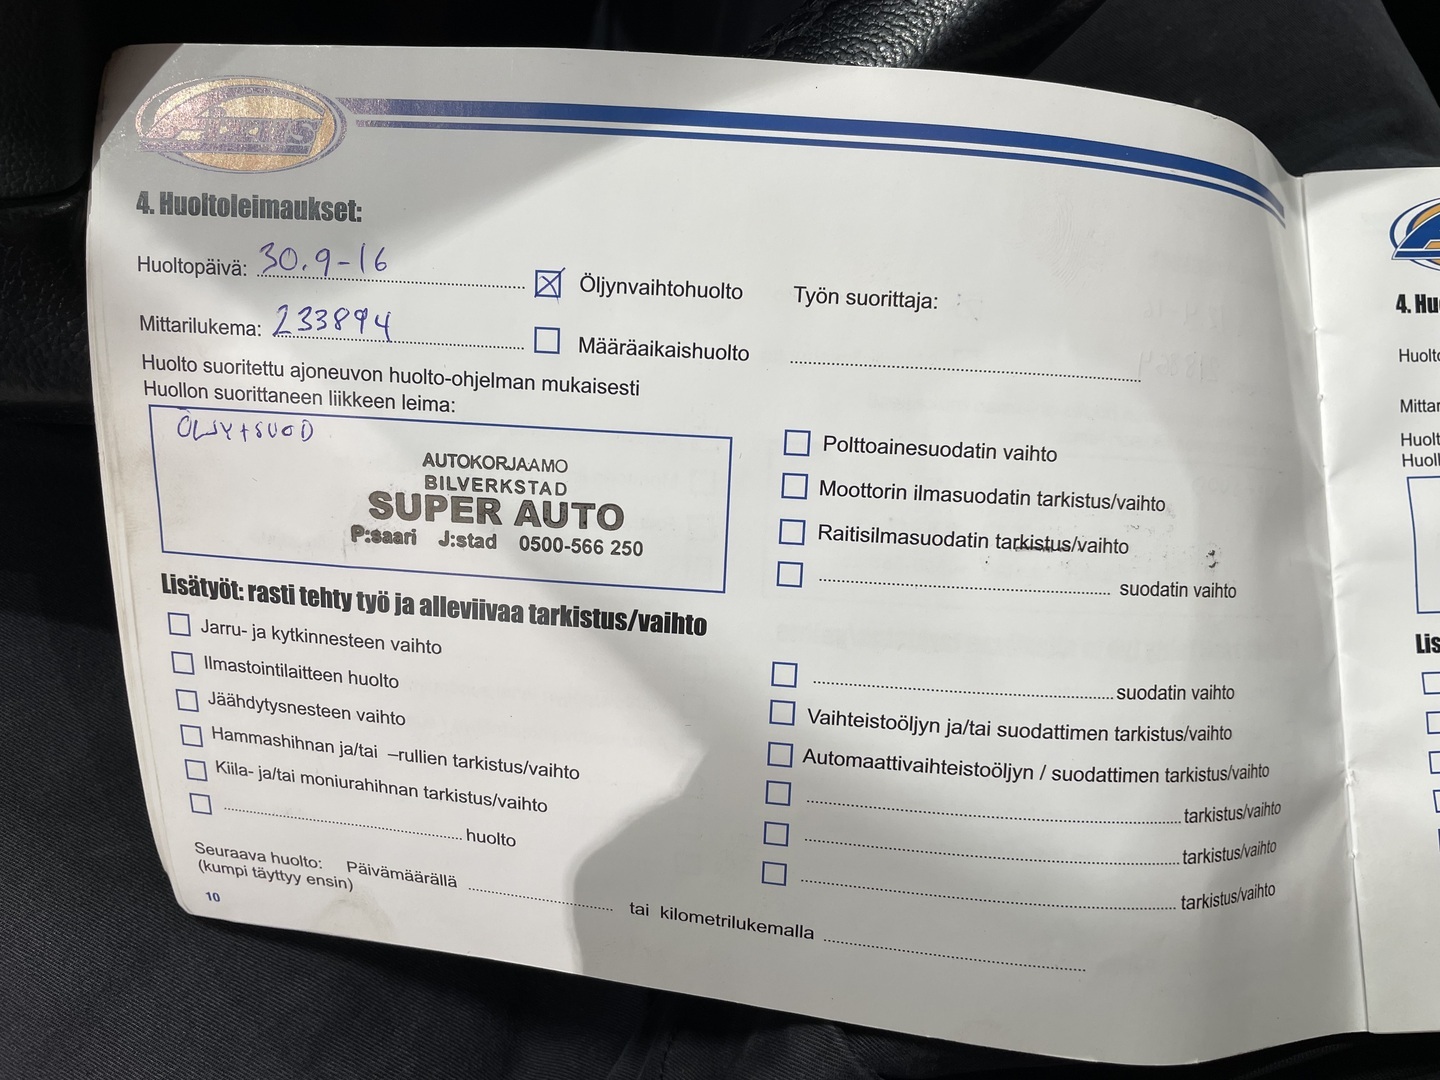 4. Huoltoleimaukset:
Huoltopäivä: 30.9-16
Öljynvaihtohuolto
Työn suorittaja:
Mittarilukema: 233894
Määräaikaishuolto
Huolto suoritettu ajoneuvon huolto-ohjelman mukaisesti
Huollon suorittaneen liikkeen leima:
ÖLJY+SUOD
AUTOKORJAAMO
BILVERKSTAD
SUPER AUTO
P:saari J:stad 0500-566 250
Polttoainesuodatin vaihto
Moottorin ilmasuodatin tarkistus/vaihto
Raitisilmasuodatin tarkistus/vaihto
suodatin vaihto
Lisätyöt: rasti tehty työ ja alleviivaa tarkistus/vaihto
Jarru- ja kytkinnesteen vaihto
Ilmastointilaitteen huolto
Jäähdytysnesteen vaihto
Hammashihnan ja/tai –rullien tarkistus/vaihto
Kiila- ja/tai moniurahihnan tarkistus/vaihto
huolto
suodatin vaihto
Vaihteistoöljyn ja/tai suodattimen tarkistus/vaihto
Automaattivaihteistoöljyn / suodattimen tarkistus/vaihto
tarkistus/vaihto
tarkistus/vaihto
tarkistus/vaihto
Seuraava huolto: Päivämäärällä tai kilometrilukemalla
(kumpi täyttyy ensin)
10
4. Hu
Huolto
Mittar
Huolt
Huoll
Lis